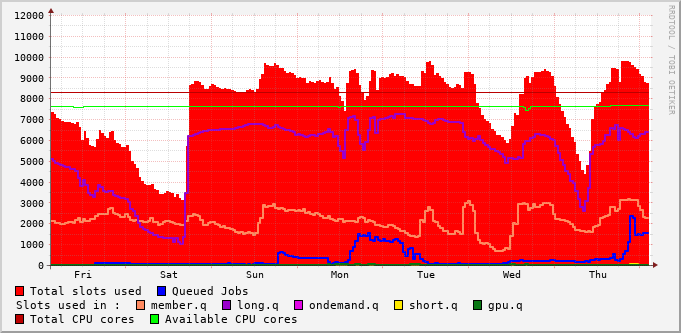 12000
11000
10000
9000
8000
7000
6000
5000
4000
3000
2000
1000
0
Fri Sat Sun Mon Tue Wed Thu
RRDTOOL / TOBI OETIKER
Total slots used Queued Jobs
Slots used in : member.q long.q ondemand.q short.q gpu.q
Total CPU cores Available CPU cores